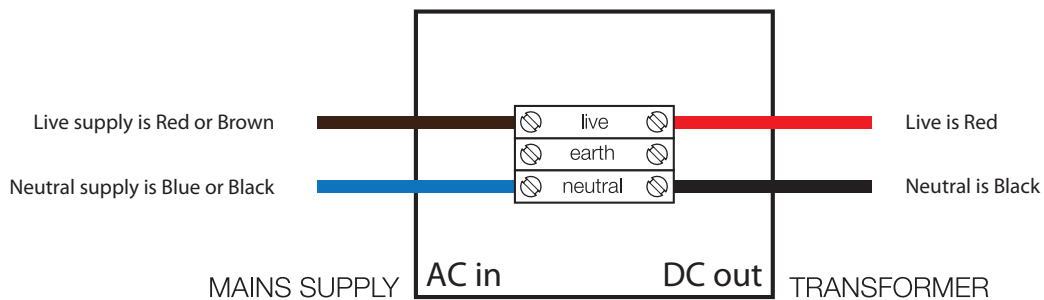 Live supply is Red or Brown
live
Live is Red
earth
Neutral supply is Blue or Black
neutral
Neutral is Black
MAINS SUPPLY
AC in
DC out
TRANSFORMER